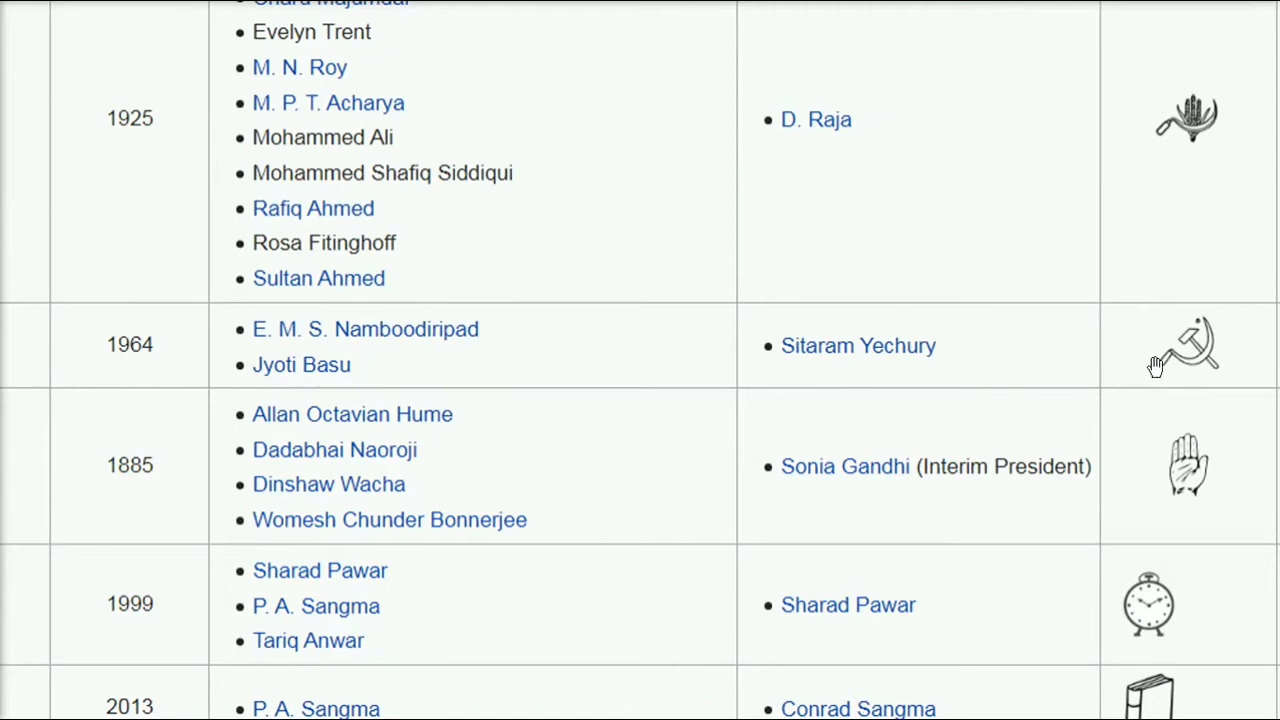 Charu Majumdar
Evelyn Trent
M. N. Roy
1925
M. P. T. Acharya
D. Raja
Mohammed Ali
Mohammed Shafiq Siddiqui
Rafiq Ahmed
Rosa Fitinghoff
Sultan Ahmed
1964
E. M. S. Namboodiripad
Jyoti Basu
Sitaram Yechury
1885
Allan Octavian Hume
Dadabhai Naoroji
Dinshaw Wacha
Womesh Chunder Bonnerjee
Sonia Gandhi (Interim President)
1999
Sharad Pawar
P. A. Sangma
Tariq Anwar
Sharad Pawar
2013
P. A. Sangma
Conrad Sangma